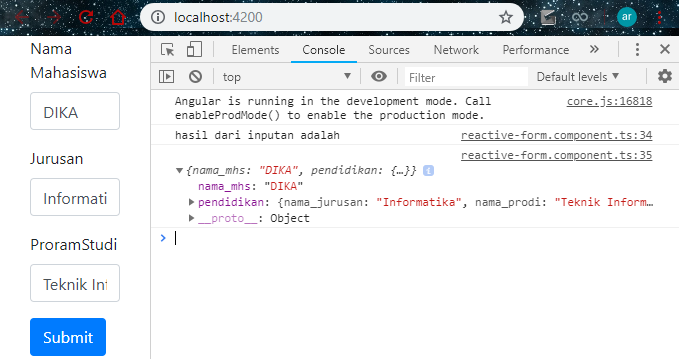 localhost:4200
ar
Elements Console Sources Network Performance »
top Filter Default levels
Nama
Mahasiswa
DIKA
Jurusan
Informati
ProramStudi
Teknik Inf
Submit
Angular is running in the development mode. Call core.js:16818
enableProdMode() to enable the production mode.
hasil dari inputan adalah reactive-form.component.ts:34
reactive-form.component.ts:35
{nama_mhs: "DIKA", pendidikan: {…}}
nama_mhs: "DIKA"
pendidikan: {nama_jurusan: "Informatika", nama_prodi: "Teknik Inform…
__proto__: Object